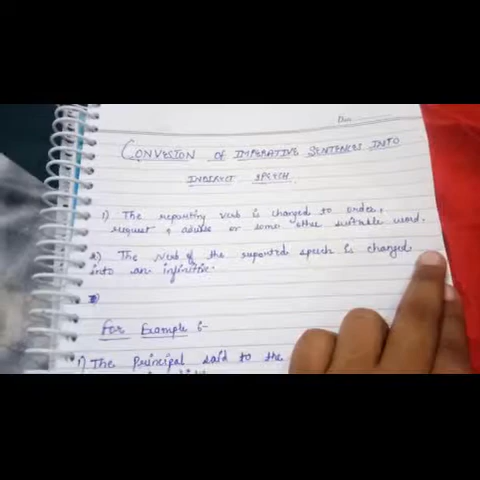 Date
CONVESION OF IMPERATIVE SENTENCES INTO
INDIRECT SPEECH
1) The reporting verb is changed to order,
request, advise or some other suitable word.
2) The verb of the reported speech is changed
into an infinitive.
3)
For Example :-
1) The Principal said to the